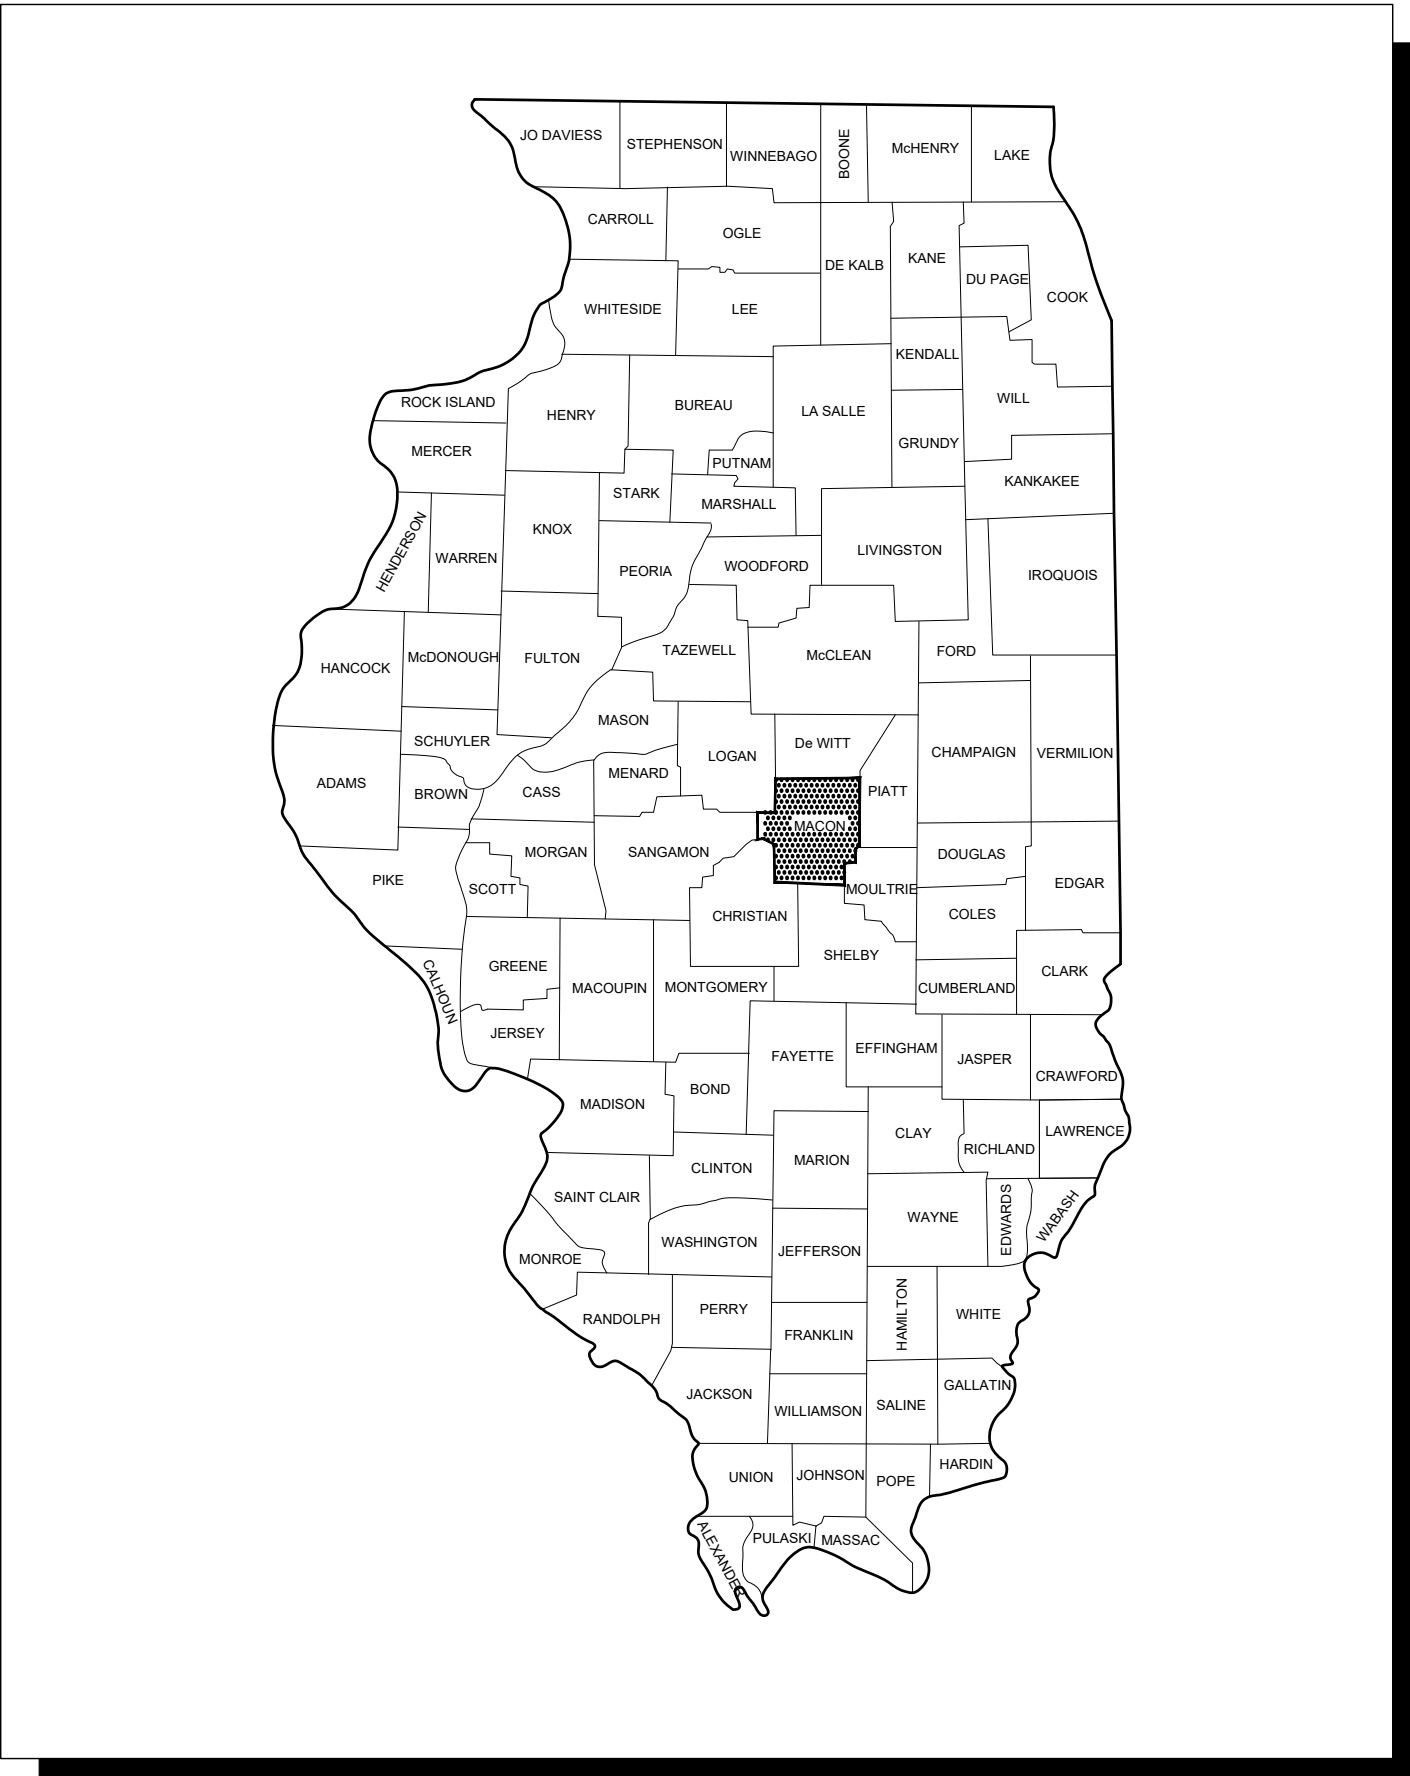 JO DAVIESS
STEPHENSON
WINNEBAGO
BOONE
McHENRY
LAKE
CARROLL
OGLE
DE KALB
KANE
DU PAGE
COOK
WHITESIDE
LEE
KENDALL
ROCK ISLAND
HENRY
BUREAU
LA SALLE
WILL
GRUNDY
MERCER
PUTNAM
KANKAKEE
STARK
MARSHALL
HENDERSON
WARREN
KNOX
PEORIA
WOODFORD
LIVINGSTON
IROQUOIS
HANCOCK
McDONOUGH
FULTON
TAZEWELL
McCLEAN
FORD
MASON
SCHUYLER
LOGAN
De WITT
CHAMPAIGN
VERMILION
ADAMS
BROWN
CASS
MENARD
PIATT
MACON
MORGAN
SANGAMON
DOUGLAS
PIKE
SCOTT
MOULTRIE
EDGAR
CHRISTIAN
COLES
SHELBY
CALHOUN
GREENE
MACOUPIN
MONTGOMERY
CUMBERLAND
CLARK
JERSEY
FAYETTE
EFFINGHAM
JASPER
CRAWFORD
MADISON
BOND
CLAY
RICHLAND
LAWRENCE
CLINTON
MARION
SAINT CLAIR
WAYNE
EDWARDS
WABASH
WASHINGTON
JEFFERSON
MONROE
RANDOLPH
PERRY
FRANKLIN
HAMILTON
WHITE
JACKSON
WILLIAMSON
SALINE
GALLATIN
UNION
JOHNSON
POPE
HARDIN
ALEXANDER
PULASKI
MASSAC